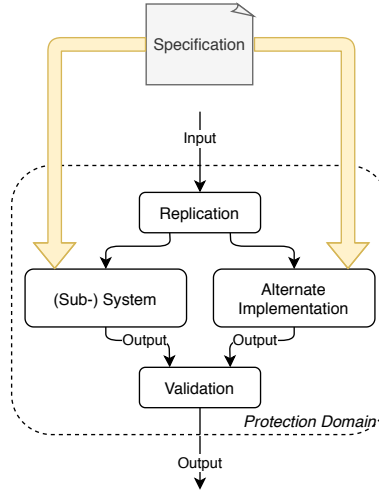 Specification
Input
Replication
(Sub-) System
Alternate
Implementation
Output
Output
Validation
Protection Domain
Output